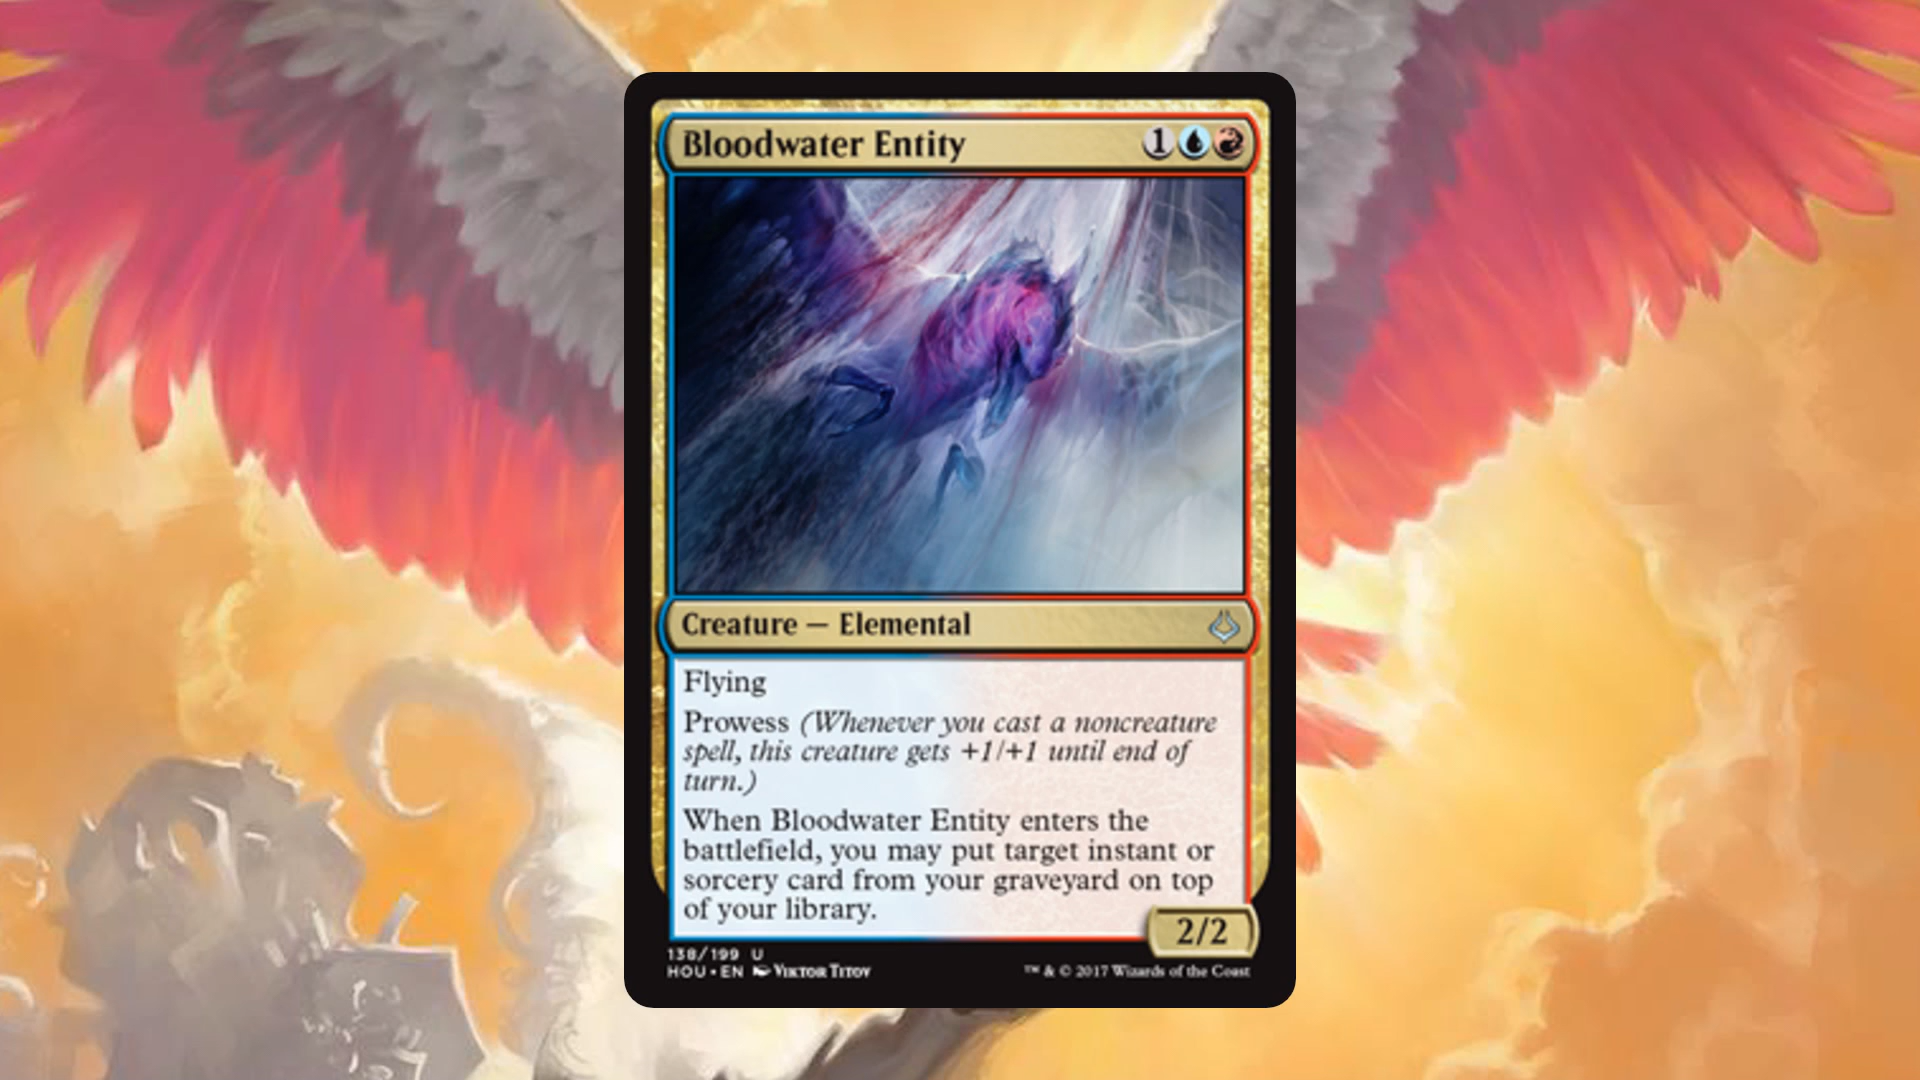 Bloodwater Entity 1
Creature — Elemental
Flying
Prowess (Whenever you cast a noncreature
spell, this creature gets +1/+1 until end of
turn.)
When Bloodwater Entity enters the
battlefield, you may put target instant or
sorcery card from your graveyard on top
of your library.
2/2
138/199 U
HOU • EN Viktor Titov
™ & © 2017 Wizards of the Coast